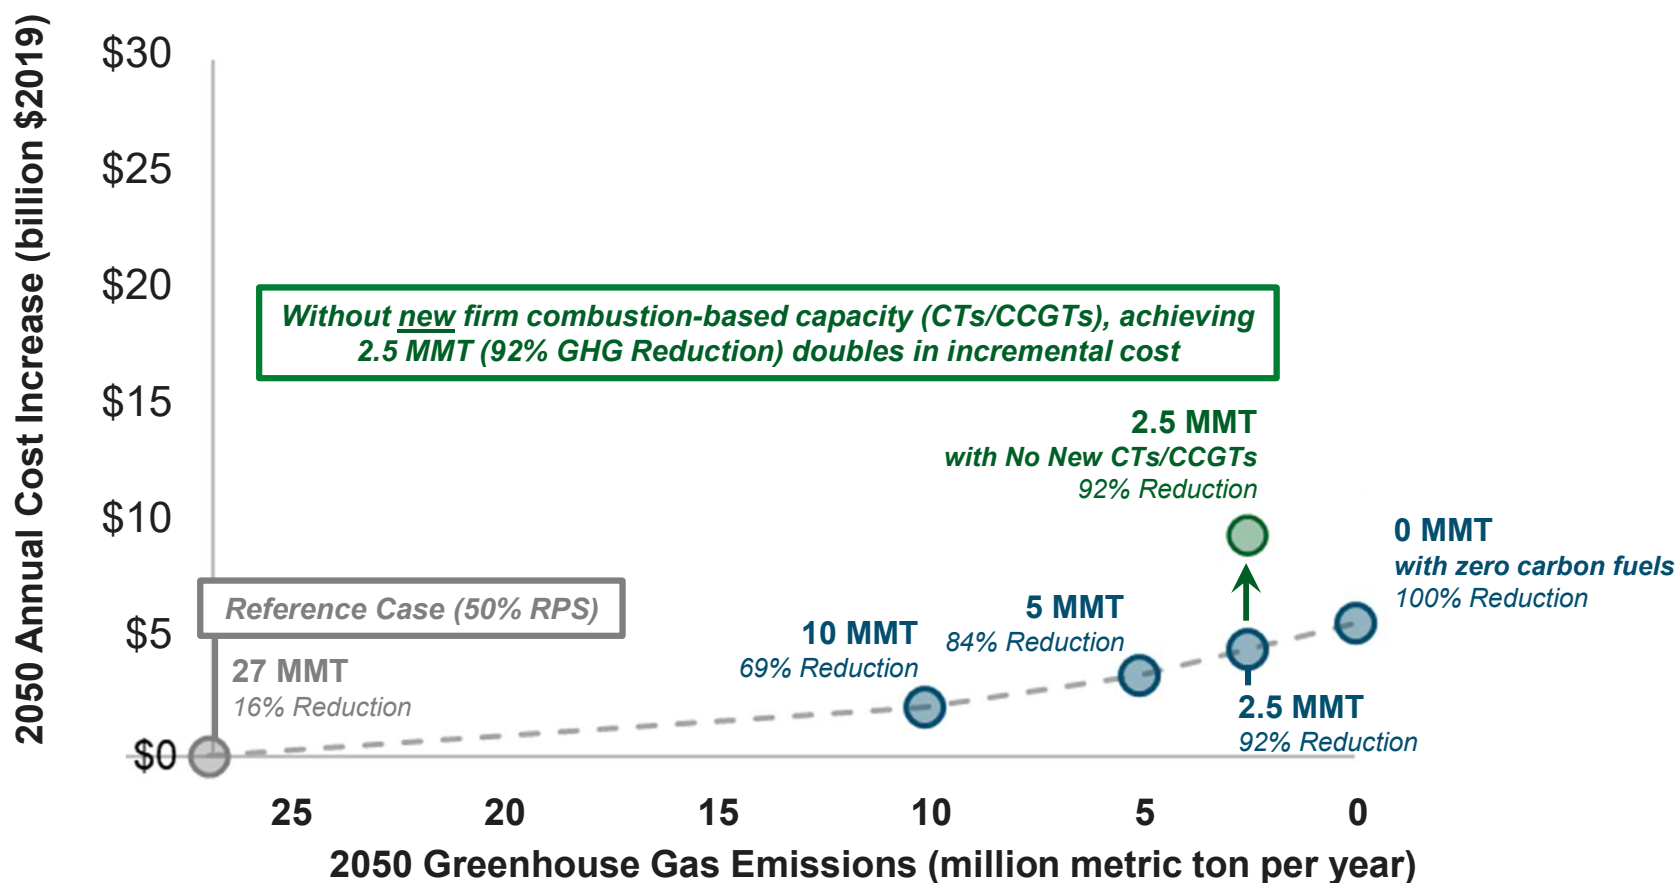 2050 Annual Cost Increase (billion $2019)
$30
$25
$20
$15
$10
$5
$0
Without new firm combustion-based capacity (CTs/CCGTs), achieving
2.5 MMT (92% GHG Reduction) doubles in incremental cost
2.5 MMT
with No New CTs/CCGTs
92% Reduction
0 MMT
with zero carbon fuels
100% Reduction
Reference Case (50% RPS)
27 MMT
16% Reduction
10 MMT
69% Reduction
5 MMT
84% Reduction
2.5 MMT
92% Reduction
25
20
15
10
5
0
2050 Greenhouse Gas Emissions (million metric ton per year)